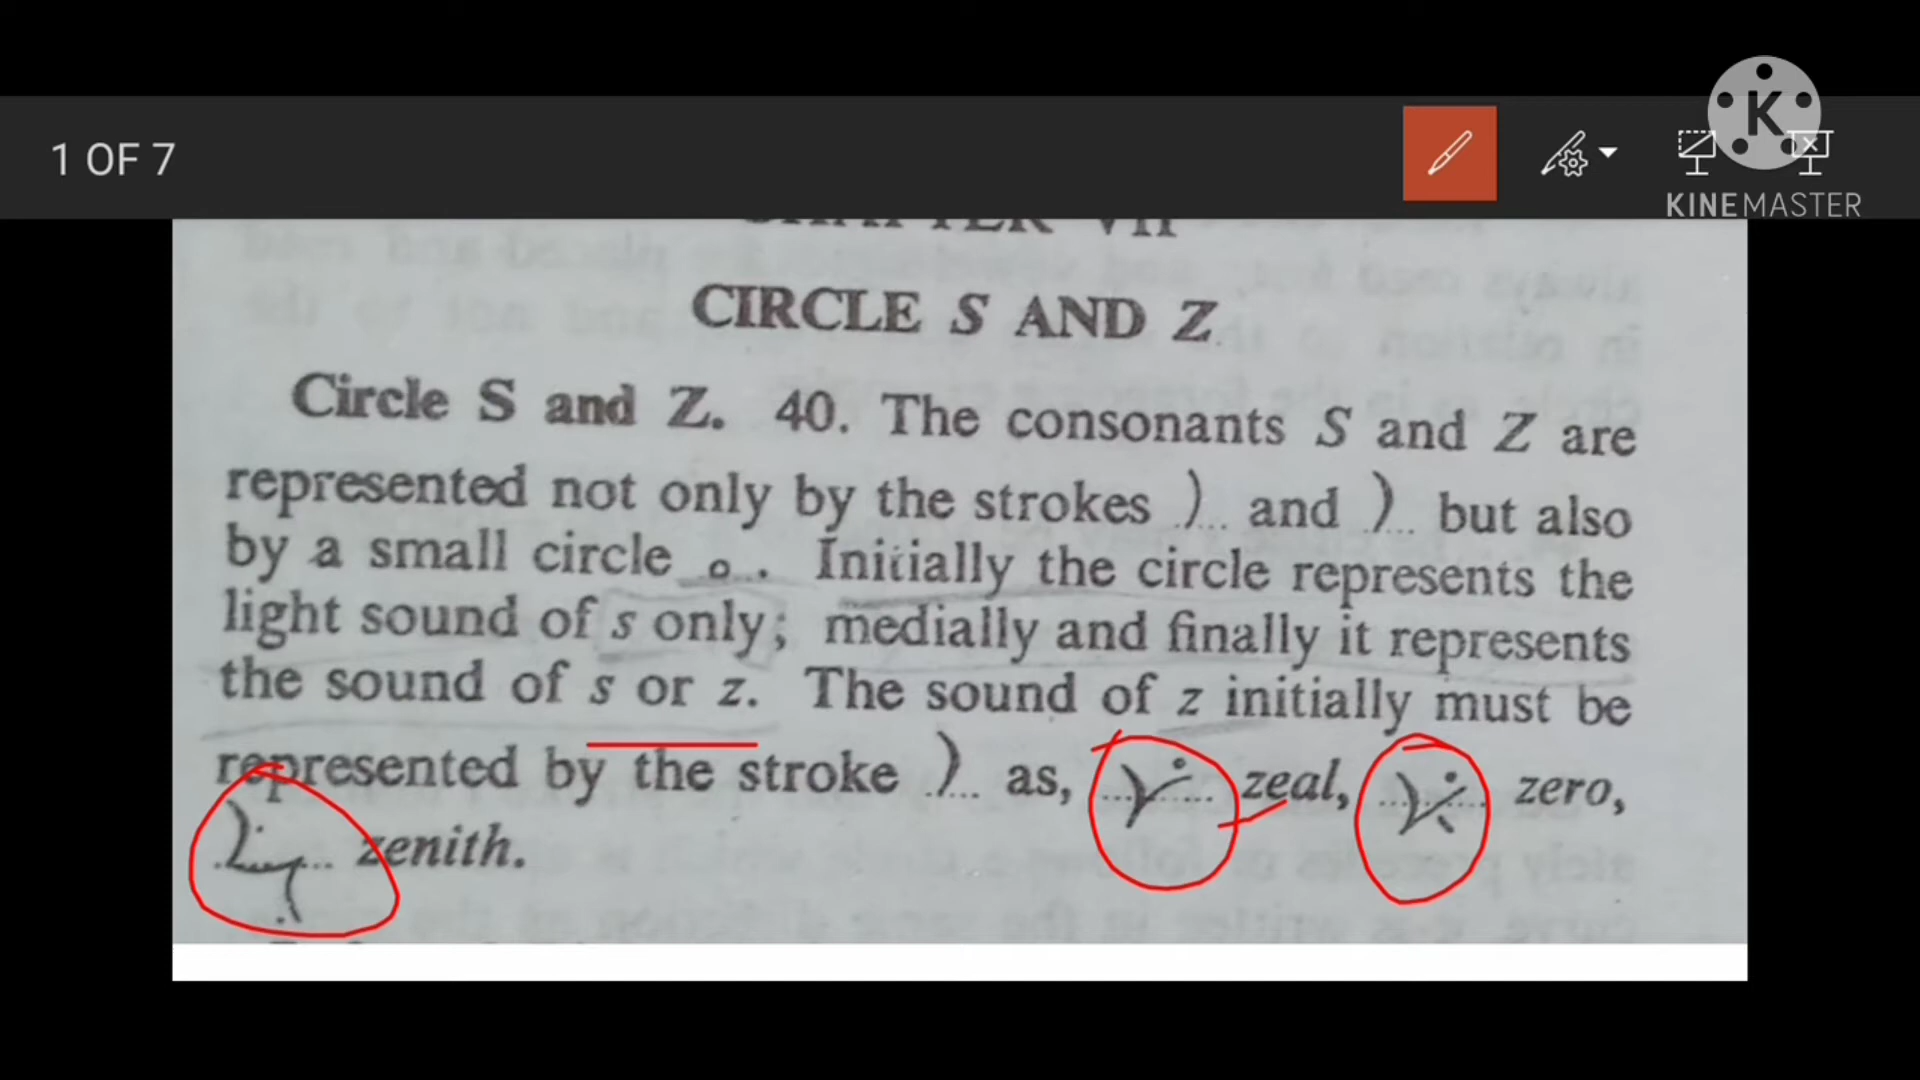 1 OF 7
K
KINEMASTER
CHAPTER VII
CIRCLE S AND Z
Circle S and Z. 40. The consonants S and Z are
represented not only by the strokes ) and ) but also
by a small circle o. Initially the circle represents the
light sound of s only; medially and finally it represents
the sound of s or z. The sound of z initially must be
represented by the stroke ) as, zeal, zero,
zenith.